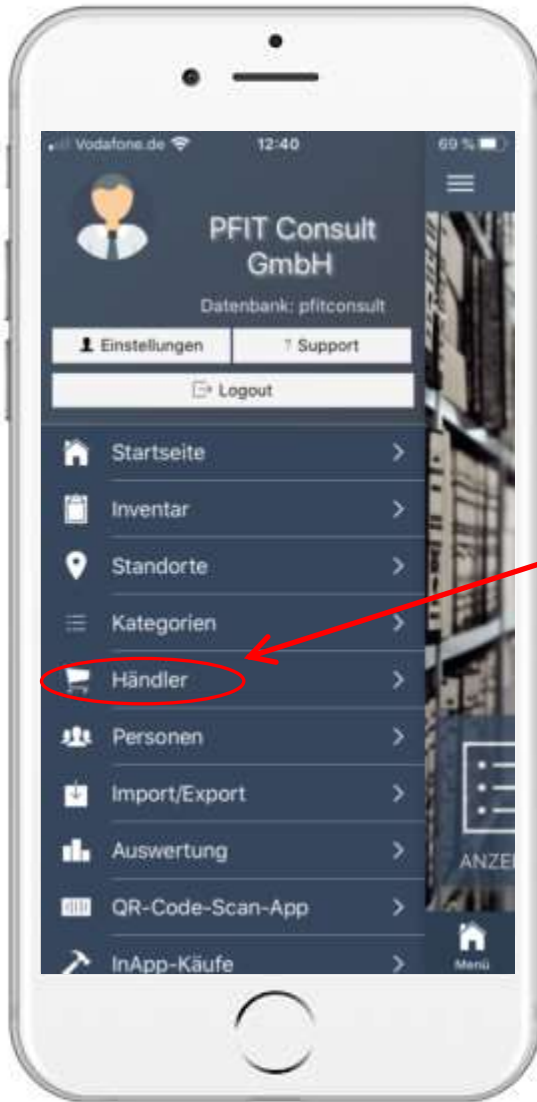 Vodafone.de 12:40 69 %
PFIT Consult
GmbH
Datenbank: pfitconsult
Einstellungen
? Support
Logout
Startseite
Inventar
Standorte
Kategorien
Händler
Personen
Import/Export
Auswertung
QR-Code-Scan-App
InApp-Käufe
ANZEI
Menü